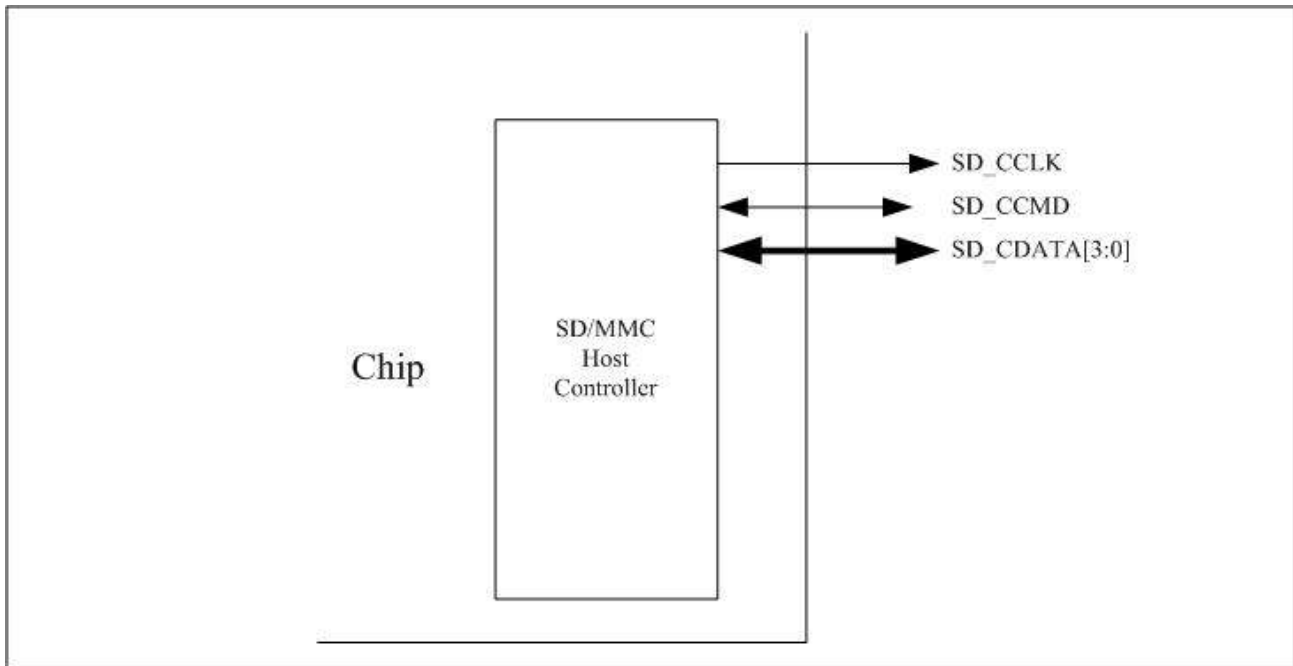 SD_CCLK
SD_CCMD
SD_CDATA[3:0]
SD/MMC
Host
Controller
Chip